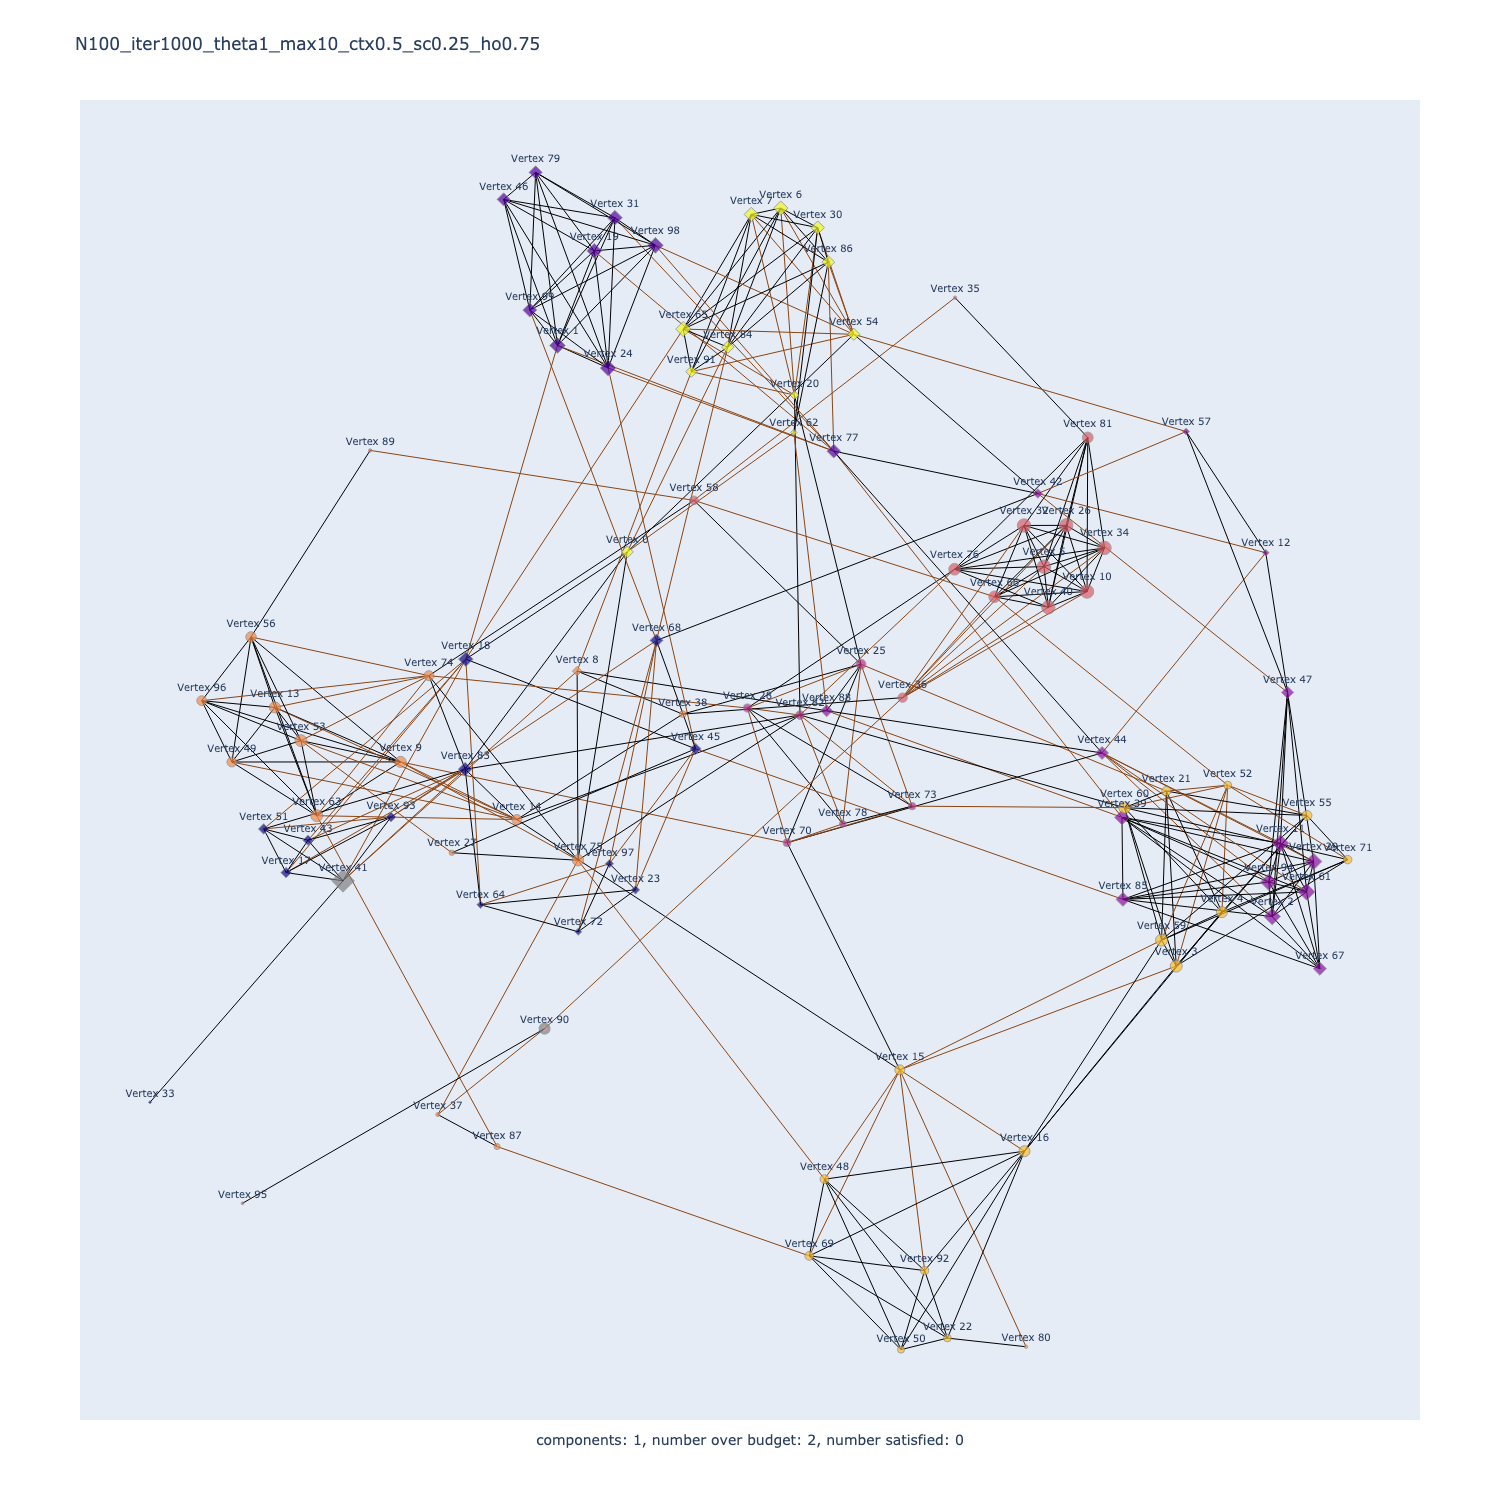 N100_iter1000_theta1_max10_ctx0.5_sc0.25_ho0.75
Vertex 79
Vertex 46
Vertex 6
Vertex 7
Vertex 31
Vertex 30
Vertex 98
Vertex 19
Vertex 86
Vertex 35
Vertex 99
Vertex 65
Vertex 54
Vertex 1
Vertex 84
Vertex 24
Vertex 91
Vertex 20
Vertex 62
Vertex 57
Vertex 81
Vertex 77
Vertex 89
Vertex 42
Vertex 58
Vertex 26
Vertex 34
Vertex 0
Vertex 12
Vertex 5
Vertex 76
Vertex 10
Vertex 40
Vertex 56
Vertex 68
Vertex 18
Vertex 25
Vertex 8
Vertex 74
Vertex 47
Vertex 36
Vertex 96
Vertex 13
Vertex 28
Vertex 88
Vertex 38
Vertex 82
Vertex 53
Vertex 45
Vertex 44
Vertex 49
Vertex 9
Vertex 83
Vertex 52
Vertex 21
Vertex 60
Vertex 73
Vertex 63
Vertex 39
Vertex 55
Vertex 93
Vertex 14
Vertex 78
Vertex 51
Vertex 43
Vertex 11
Vertex 70
Vertex 71
Vertex 27
Vertex 97
Vertex 75
Vertex 17
Vertex 41
Vertex 61
Vertex 23
Vertex 85
Vertex 64
Vertex 4
Vertex 2
Vertex 72
Vertex 59
Vertex 3
Vertex 67
Vertex 90
Vertex 15
Vertex 33
Vertex 37
Vertex 87
Vertex 16
Vertex 48
Vertex 95
Vertex 69
Vertex 92
Vertex 22
Vertex 50
Vertex 80
components: 1, number over budget: 2, number satisfied: 0